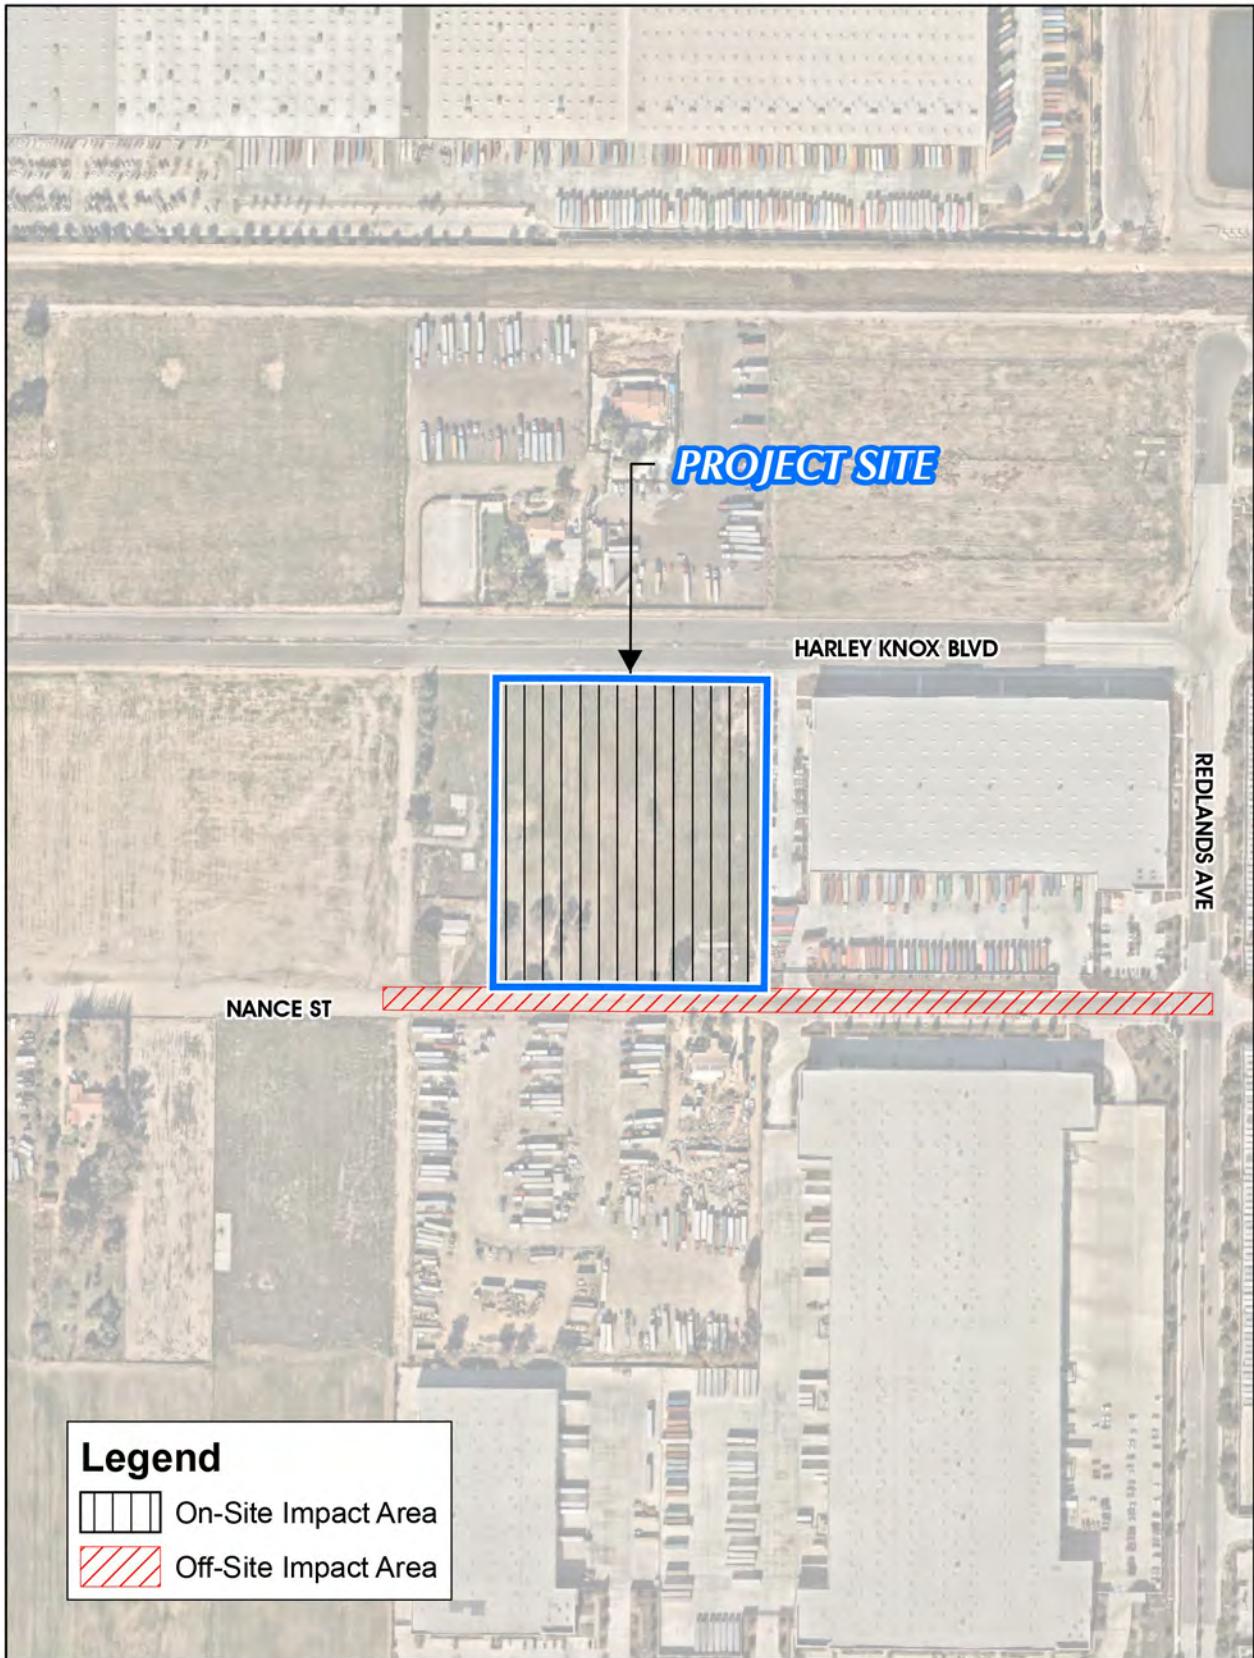 PROJECT SITE
HARLEY KNOX BLVD
REDLANDS AVE
NANCE ST
Legend
On-Site Impact Area
Off-Site Impact Area